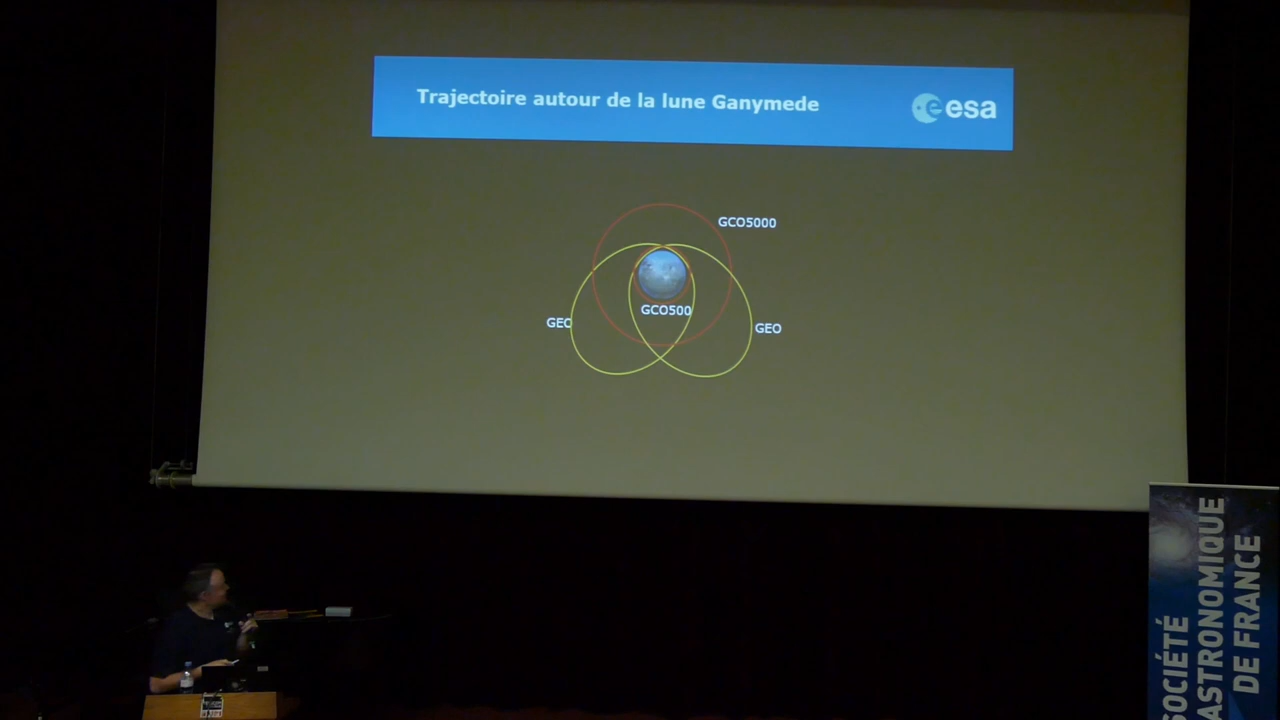 Trajectoire autour de la lune Ganymede
esa
GCO5000
GCO500
GEO
GEO
SOCIÉTÉ
ASTRONOMIQUE
DE FRANCE